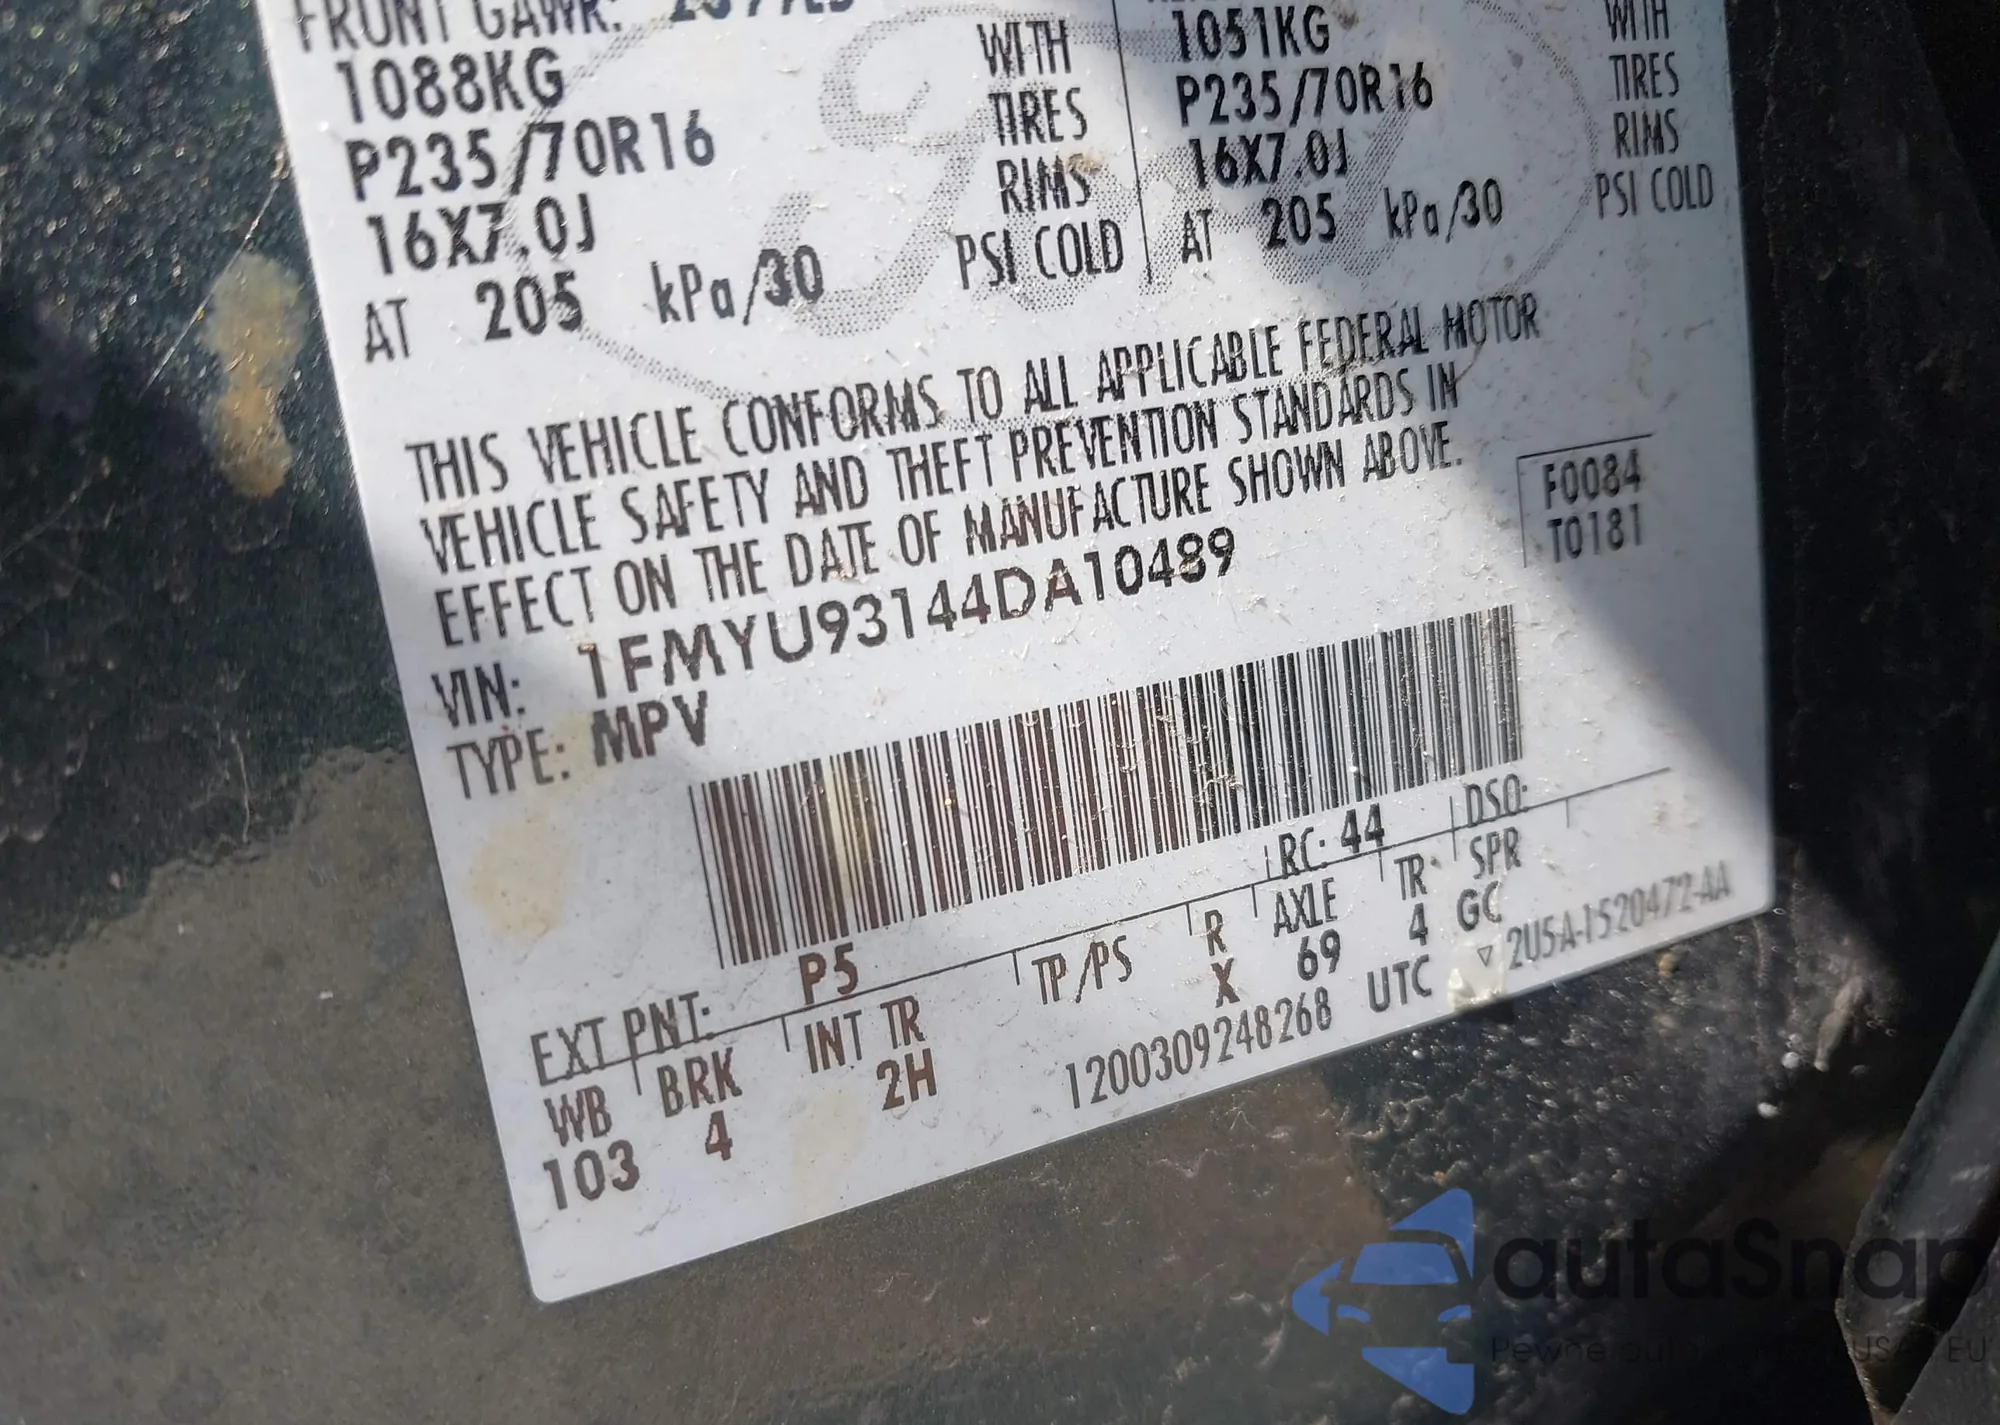 FRONT GAWR:
1088KG WITH
P235/70R16 TIRES
16X7.0J RIMS
AT 205 kPa/30 PSI COLD
1051KG WITH
P235/70R16 TIRES
16X7.0J RIMS
AT 205 kPa/30 PSI COLD
THIS VEHICLE CONFORMS TO ALL APPLICABLE FEDERAL MOTOR
VEHICLE SAFETY AND THEFT PREVENTION STANDARDS IN
EFFECT ON THE DATE OF MANUFACTURE SHOWN ABOVE.
F0084
T0181
VIN: 1FMYU93144DA10489
TYPE: MPV
EXT PNT: P5 RC: 44 DSO:
WB BRK INT TR TP/PS R AXLE TR SPR
103 4 2H X 69 4 GC
1200309248268 UTC ▽ 2U5A-1520472-AA
autaSnap